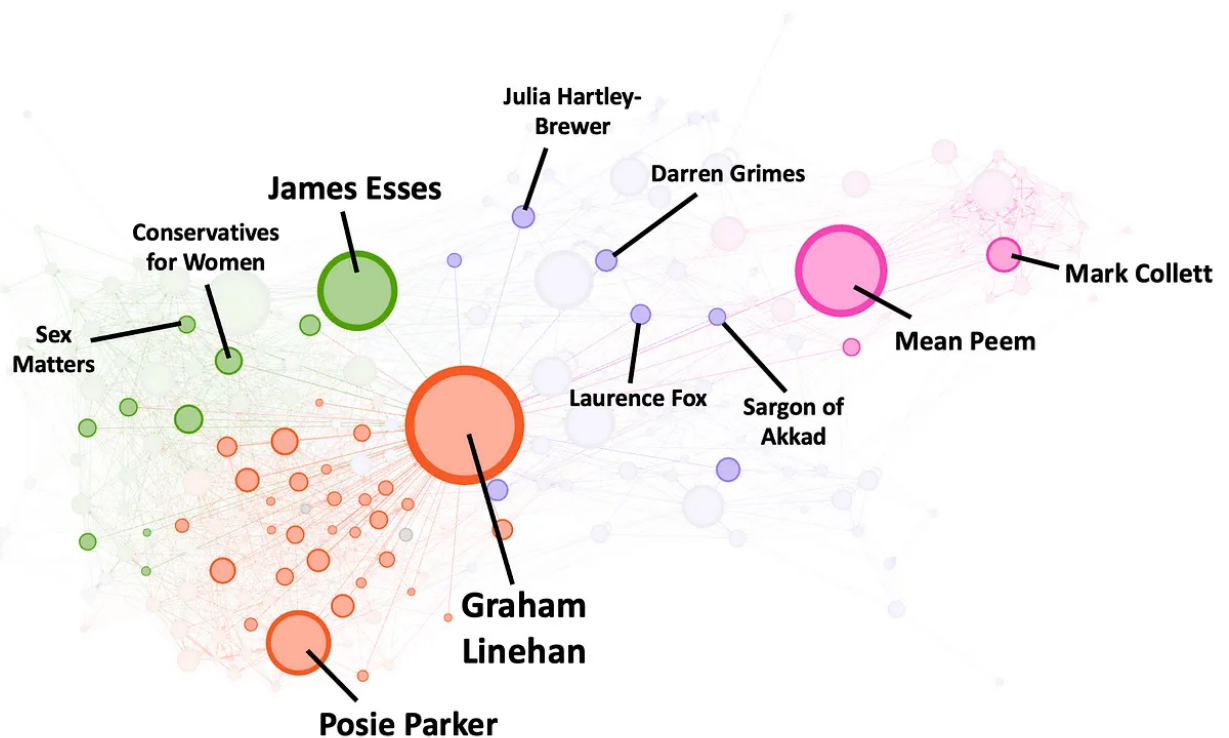 Julia Hartley-
Brewer
Darren Grimes
James Esses
Conservatives
for Women
Mark Collett
Sex
Matters
Mean Peem
Laurence Fox
Sargon of
Akkad
Graham
Linehan
Posie Parker